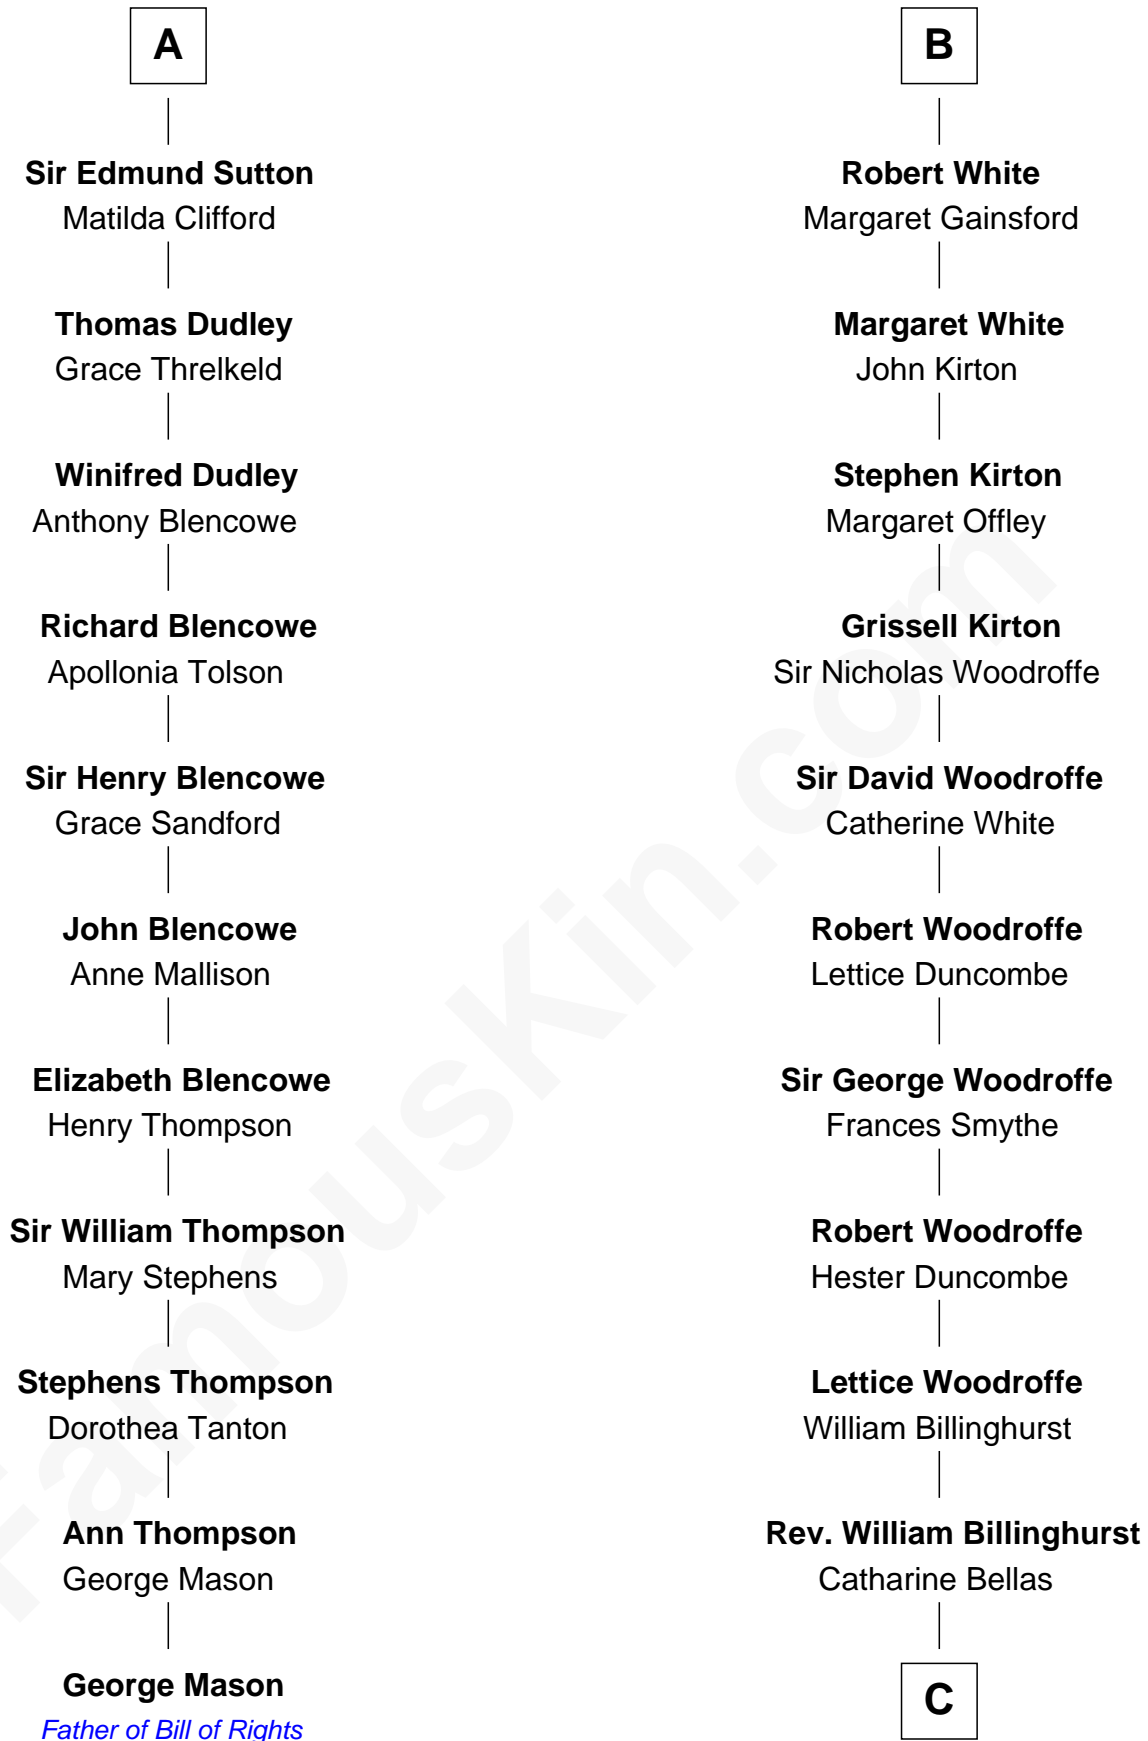 A
Sir Edmund Sutton
Matilda Clifford
Thomas Dudley
Grace Threlkeld
Winifred Dudley
Anthony Blencowe
Richard Blencowe
Apollonia Tolson
Sir Henry Blencowe
Grace Sandford
John Blencowe
Anne Mallison
Elizabeth Blencowe
Henry Thompson
Sir William Thompson
Mary Stephens
Stephens Thompson
Dorothea Tanton
Ann Thompson
George Mason
George Mason
Father of Bill of Rights
B
Robert White
Margaret Gainsford
Margaret White
John Kirton
Stephen Kirton
Margaret Offley
Grissell Kirton
Sir Nicholas Woodroffe
Sir David Woodroffe
Catherine White
Robert Woodroffe
Lettice Duncombe
Sir George Woodroffe
Frances Smythe
Robert Woodroffe
Hester Duncombe
Lettice Woodroffe
William Billinghurst
Rev. William Billinghurst
Catharine Bellas
C
FamousKin.com